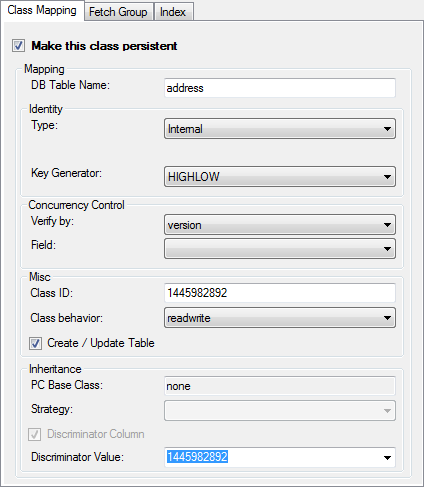 Class Mapping Fetch Group Index
Make this class persistent
Mapping
DB Table Name: address
Identity
Type: Internal
Key Generator: HIGHLOW
Concurrency Control
Verify by: version
Field:
Misc
Class ID: 1445982892
Class behavior: readwrite
Create / Update Table
Inheritance
PC Base Class: none
Strategy:
Discriminator Column
Discriminator Value: 1445982892